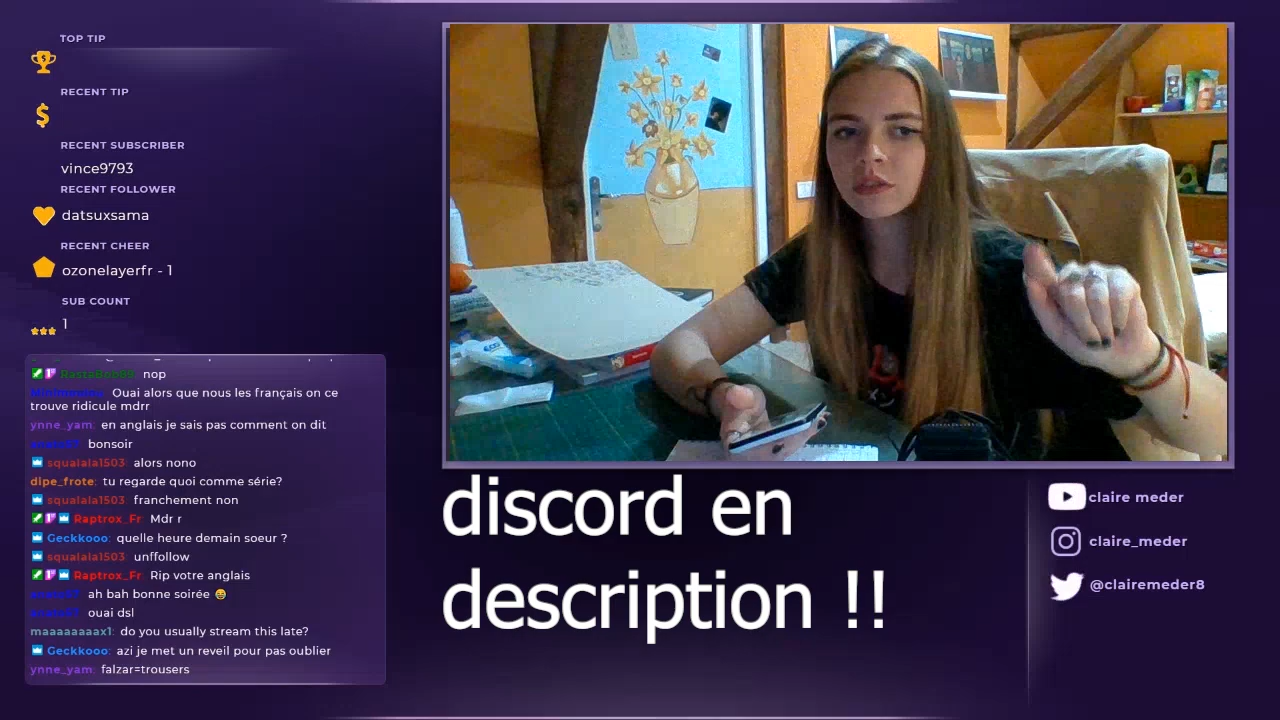 TOP TIP
RECENT TIP
RECENT SUBSCRIBER
vince9793
RECENT FOLLOWER
datsuxsama
RECENT CHEER
ozonelayerfr - 1
SUB COUNT
1
nop
Ouai alors que nous les français on ce
trouve ridicule mdrr
ynne_yam: en anglais je sais pas comment on dit
bonsoir
squalala1503 alors nono
dipe_frote: tu regarde quoi comme série?
squalala1503 franchement non
Raptrox_Fr: Mdr r
Geckkooo: quelle heure demain soeur ?
squalala1503 unffollow
Raptrox_Fr: Rip votre anglais
ah bah bonne soirée
ouai dsl
maaaaaaaax1: do you usually stream this late?
Geckkooo: azi je met un reveil pour pas oublier
ynne_yam: falzar=trousers
discord en
description !!
claire meder
claire_meder
@clairemeder8